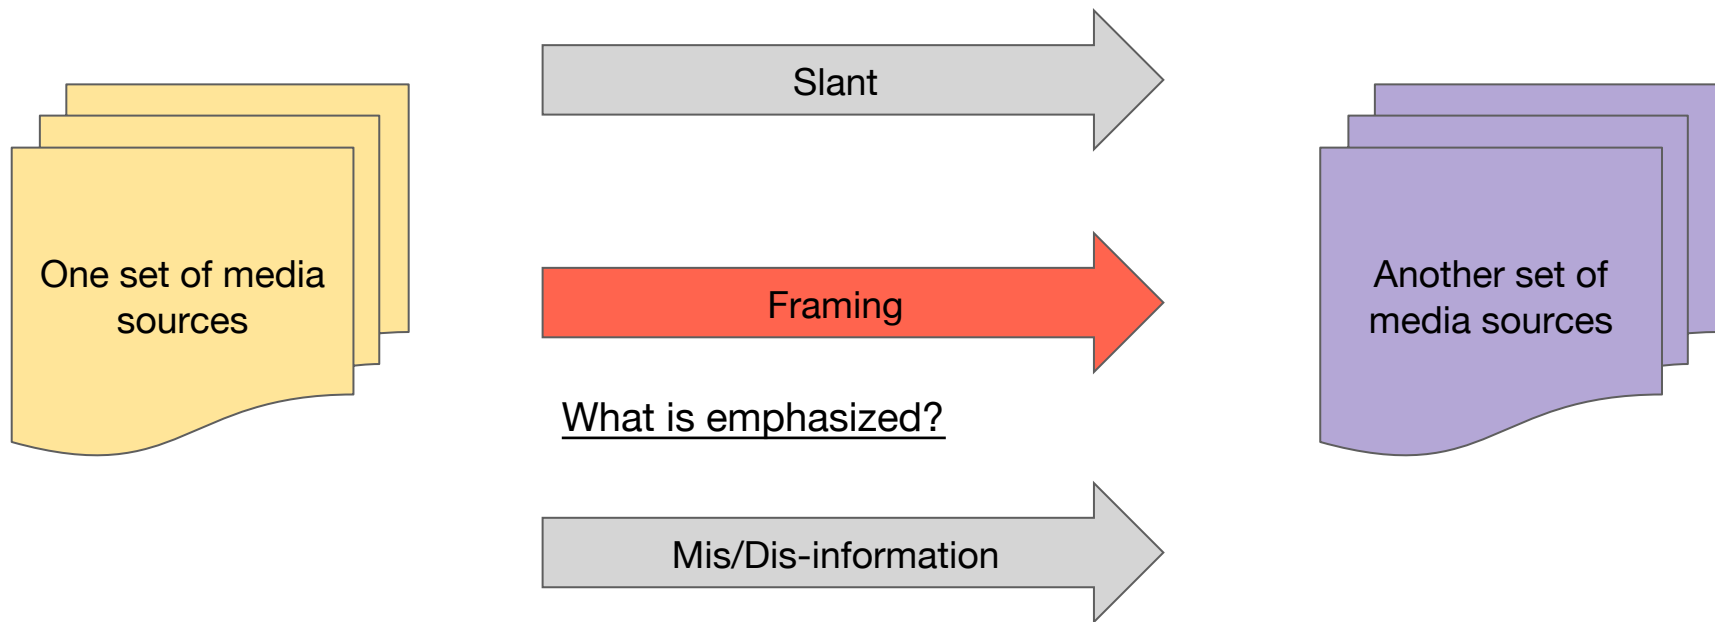 One set of media
sources
Slant
Framing
What is emphasized?
Mis/Dis-information
Another set of
media sources